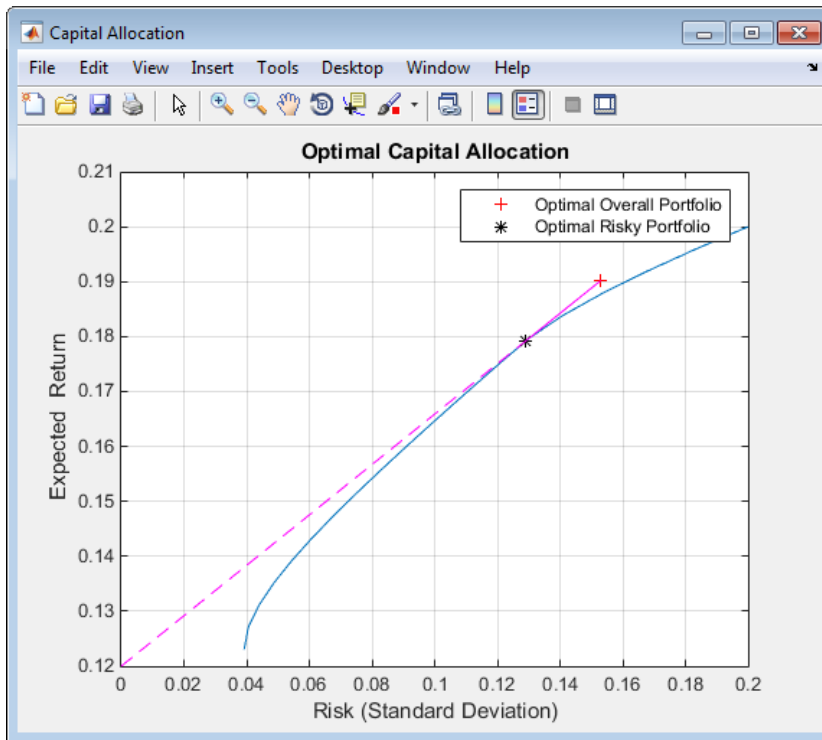 Capital Allocation
File Edit View Insert Tools Desktop Window Help
Optimal Capital Allocation
0.21
0.2
0.19
0.18
0.17
0.16
0.15
0.14
0.13
0.12
Expected Return
Optimal Overall Portfolio
Optimal Risky Portfolio
0 0.02 0.04 0.06 0.08 0.1 0.12 0.14 0.16 0.18 0.2
Risk (Standard Deviation)